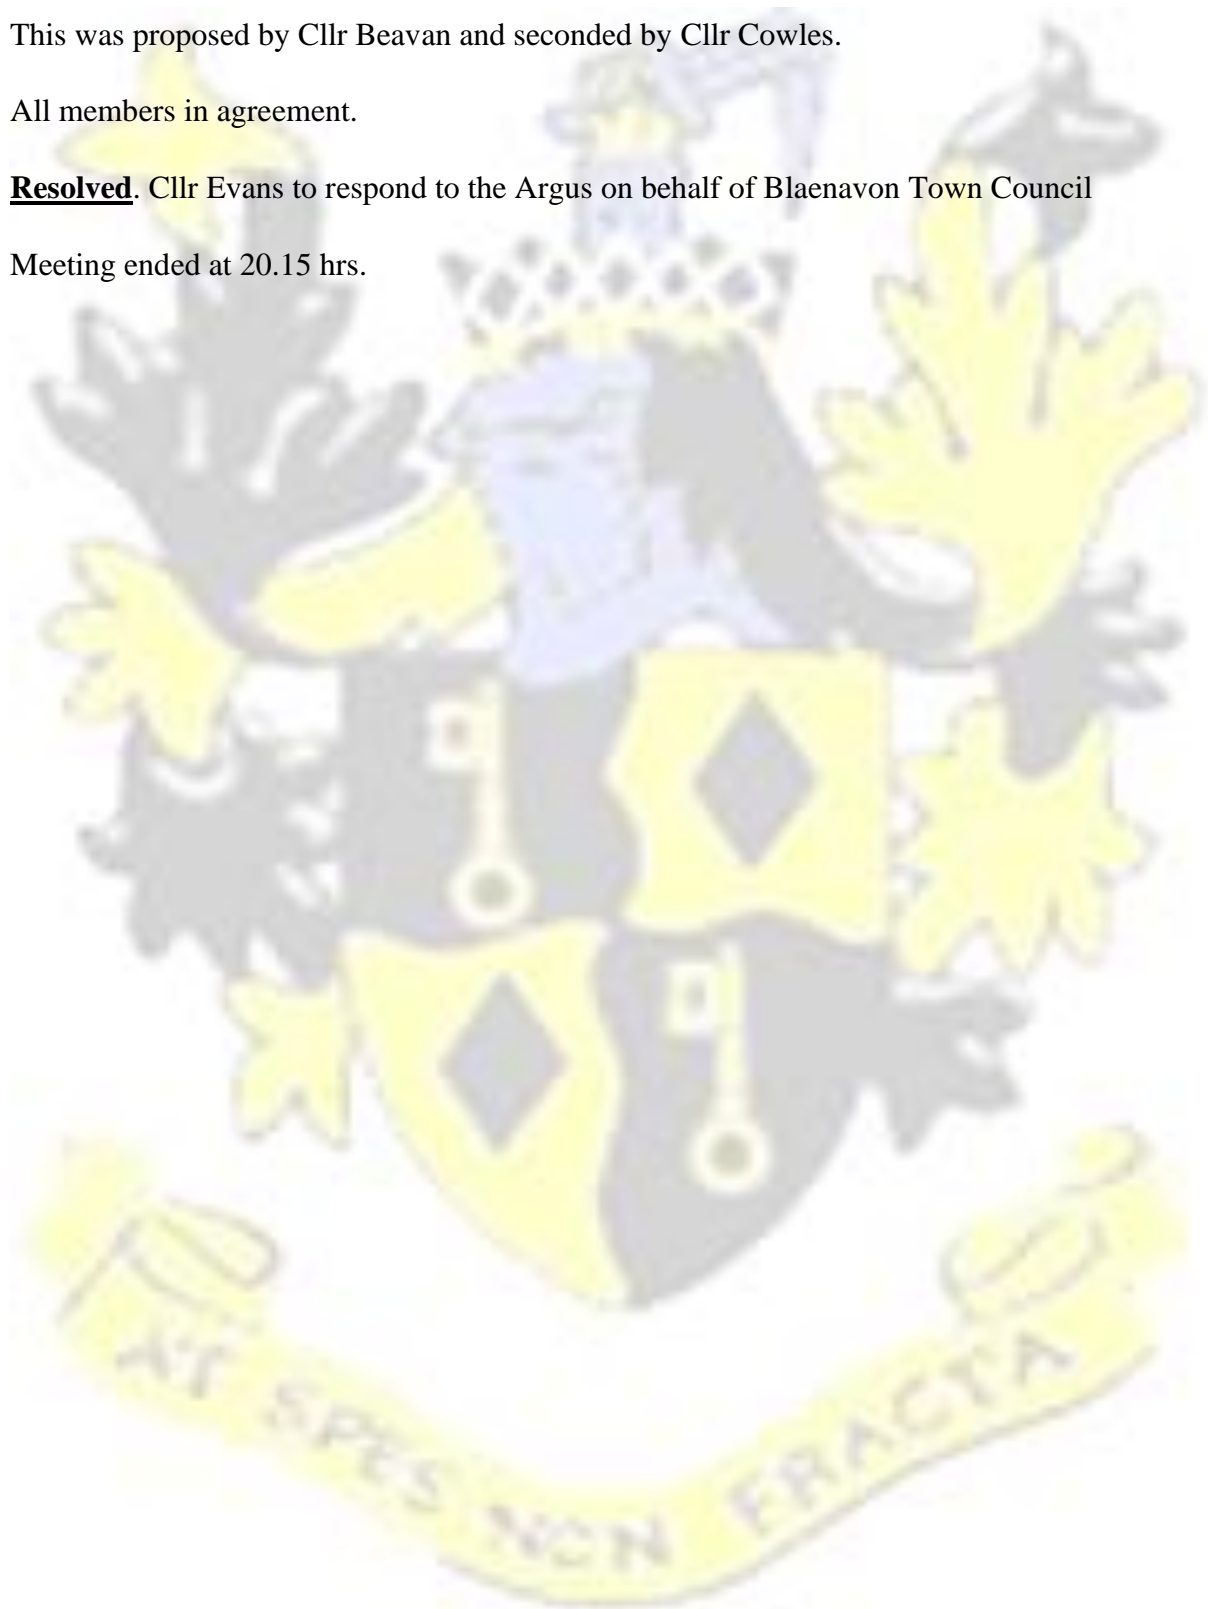 This was proposed by Cllr Beavan and seconded by Cllr Cowles.
All members in agreement.
Resolved. Cllr Evans to respond to the Argus on behalf of Blaenavon Town Council
Meeting ended at 20.15 hrs.
AT SPES NON FRACTA